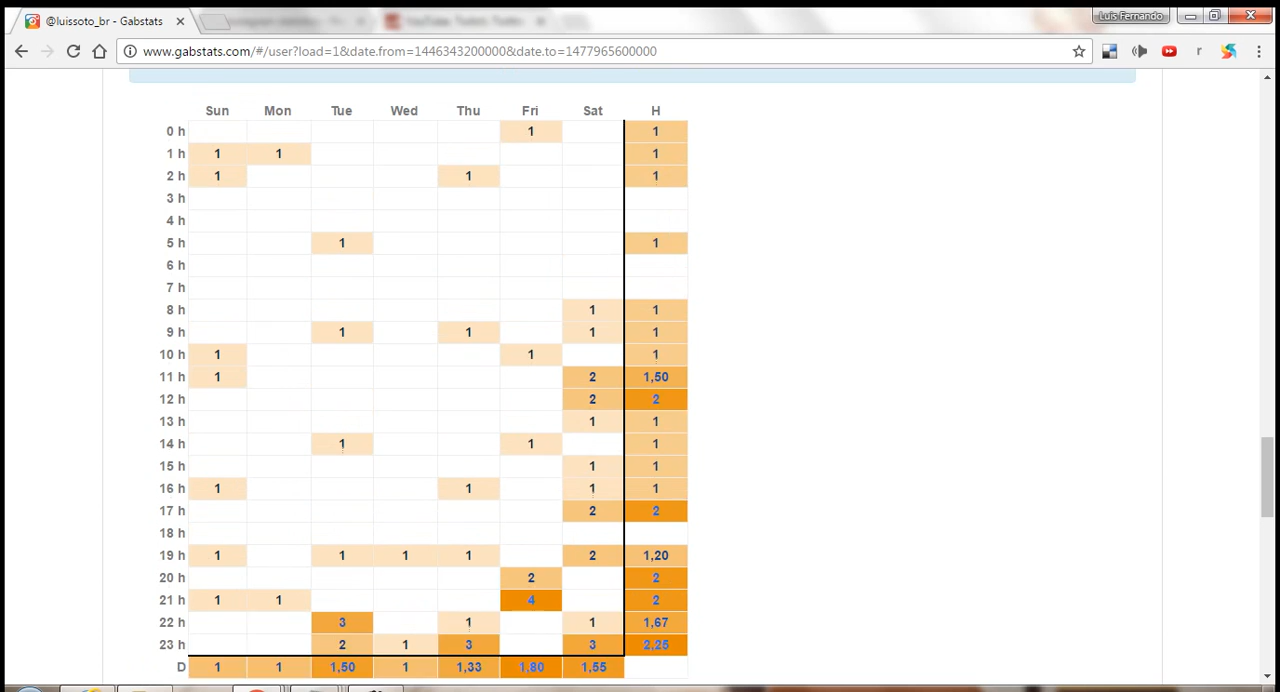 @luissoto_br - Gabstats
Luis Fernando
www.gabstats.com/#/user?load=1&date.from=1446343200000&date.to=1477965600000
Sun Mon Tue Wed Thu Fri Sat H
0 h 1 1
1 h 1 1 1
2 h 1 1 1
3 h
4 h
5 h 1 1
6 h
7 h
8 h 1 1
9 h 1 1 1 1
10 h 1 1 1
11 h 1 2 1,50
12 h 2 2
13 h 1 1
14 h 1 1 1
15 h 1 1
16 h 1 1 1 1
17 h 2 2
18 h
19 h 1 1 1 1 2 1,20
20 h 2 2
21 h 1 1 4 2
22 h 3 1 1 1,67
23 h 2 1 3 3 2,25
D 1 1 1,50 1 1,33 1,80 1,55